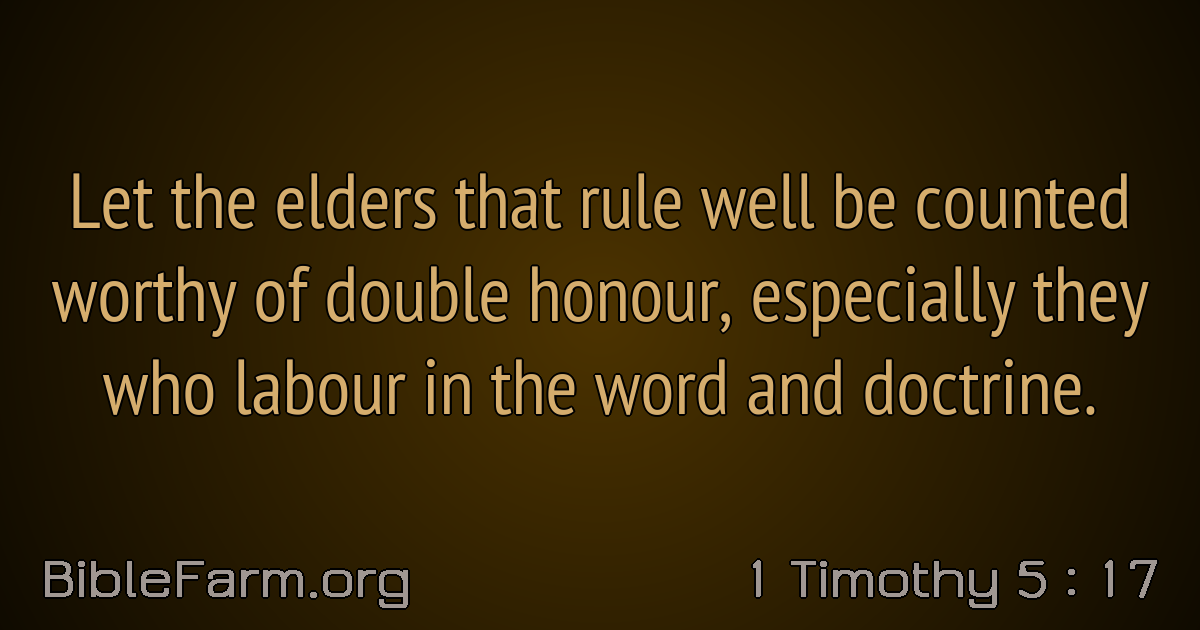 Let the elders that rule well be counted
worthy of double honour, especially they
who labour in the word and doctrine.
BibleFarm.org
1 Timothy 5 : 17